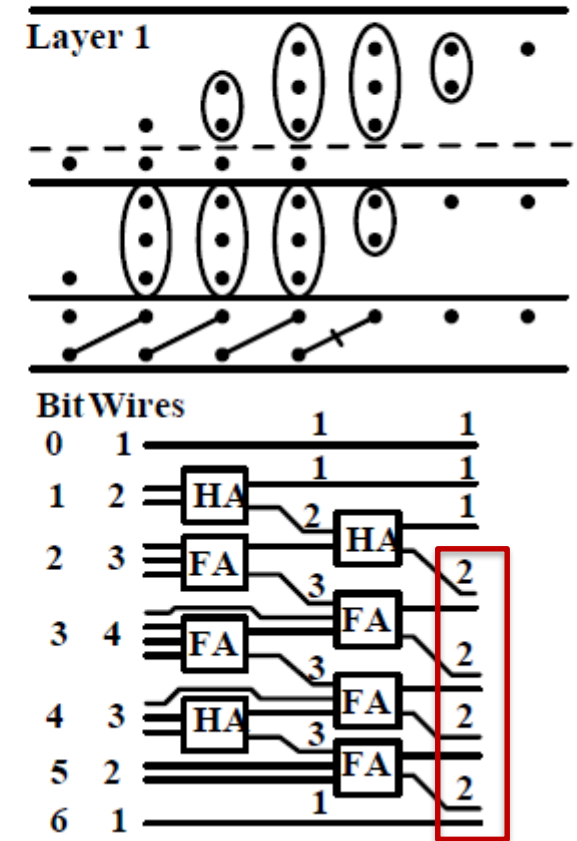 Layer 1
Bit Wires
0 1 1 1
1 2 HA 1 1
2 HA 1
2 3 FA 2
3 FA
3 4 FA 2
3 FA 2
4 3 HA
3 FA 2
5 2
6 1 1